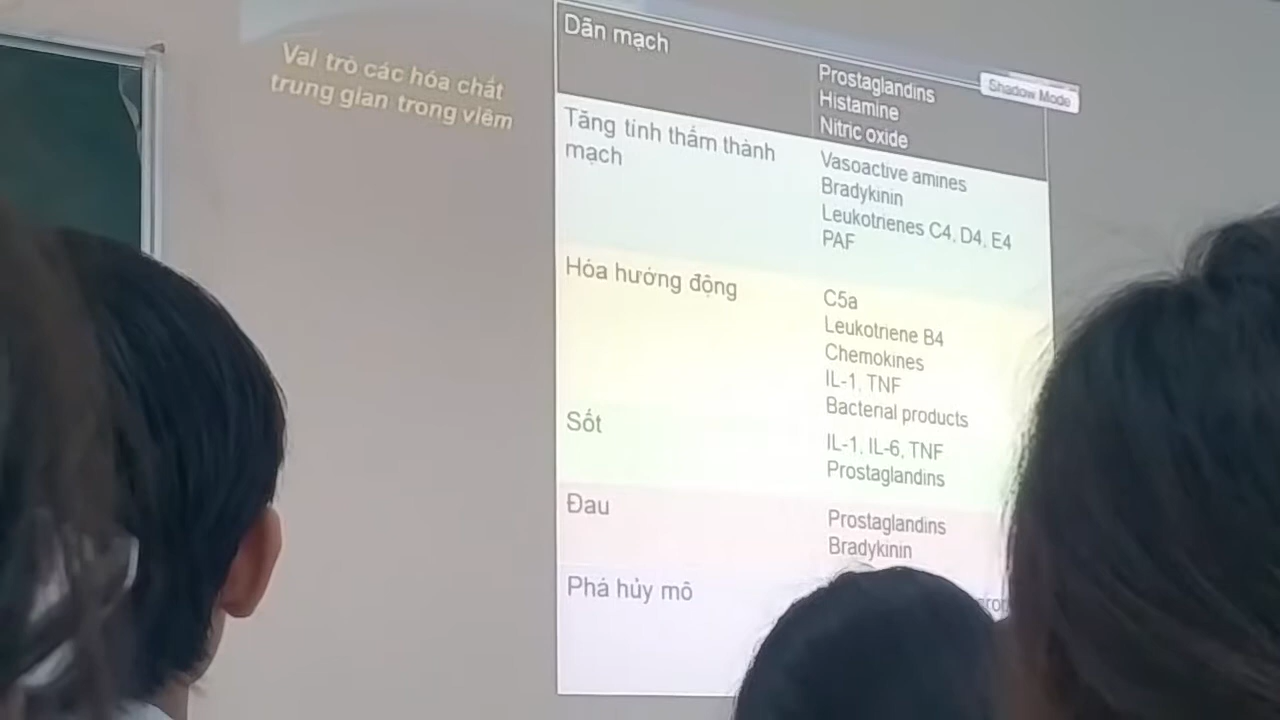 Vai trò các hóa chất
trung gian trong viêm
Dãn mạch
Prostaglandins
Histamine
Nitric oxide
Shadow Mode
Tăng tính thấm thành
mạch
Vasoactive amines
Bradykinin
Leukotrienes C4, D4, E4
PAF
Hóa hướng động
C5a
Leukotriene B4
Chemokines
IL-1, TNF
Bacterial products
Sốt
IL-1, IL-6, TNF
Prostaglandins
Đau
Prostaglandins
Bradykinin
Phá hủy mô